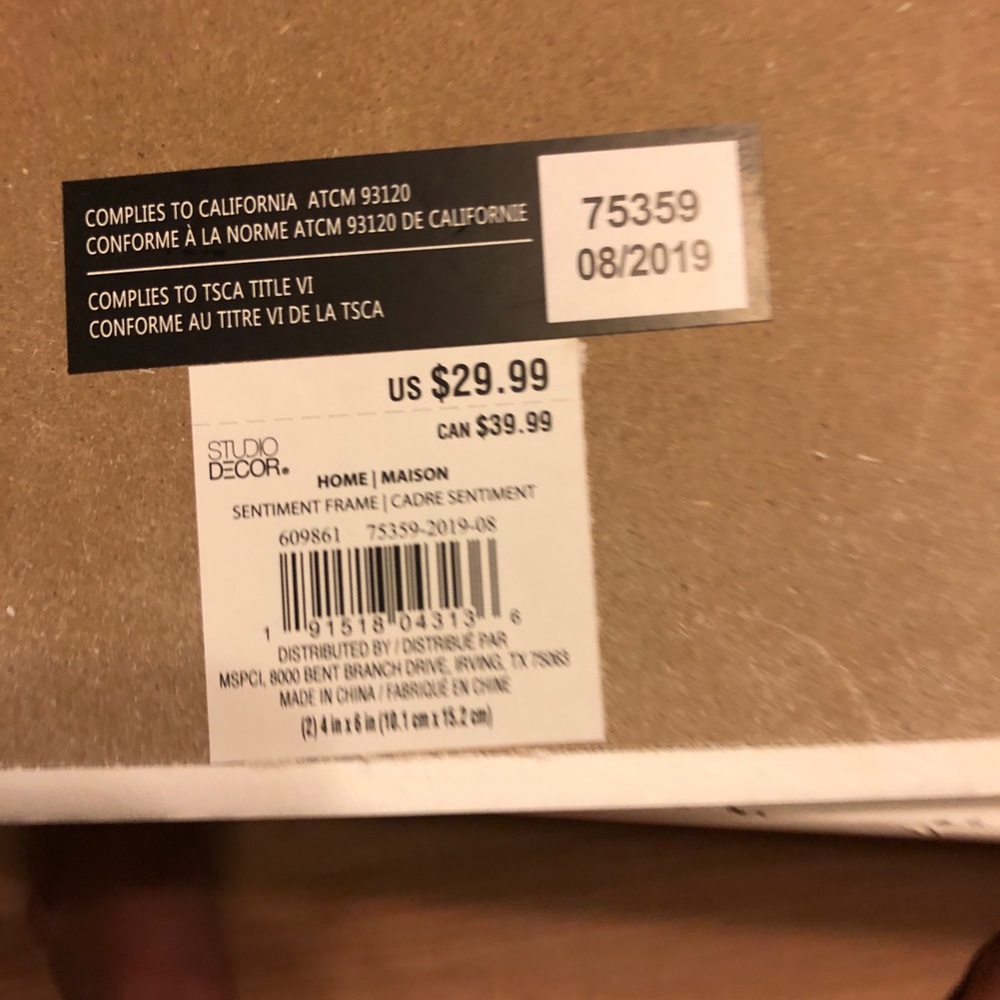 COMPLIES TO CALIFORNIA ATCM 93120
CONFORME À LA NORME ATCM 93120 DE CALIFORNIE
COMPLIES TO TSCA TITLE VI
CONFORME AU TITRE VI DE LA TSCA
75359
08/2019
US $29.99
CAN $39.99
STUDIO
DECOR®
HOME | MAISON
SENTIMENT FRAME | CADRE SENTIMENT
609861 75359-2019-08
1 91518 04313 6
DISTRIBUTED BY / DISTRIBUÉ PAR
MSPCI, 8000 BENT BRANCH DRIVE, IRVING, TX 75063
MADE IN CHINA / FABRIQUÉ EN CHINE
(2) 4 in x 6 in (10.1 cm x 15.2 cm)